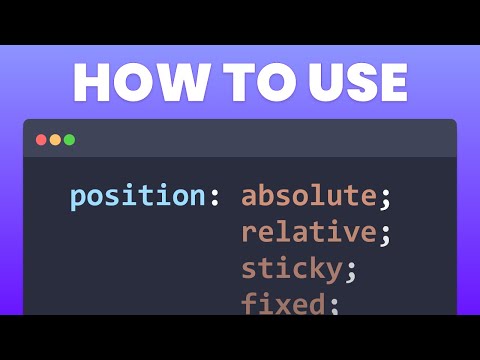 HOW TO USE
position: absolute;
relative;
sticky;
fixed;